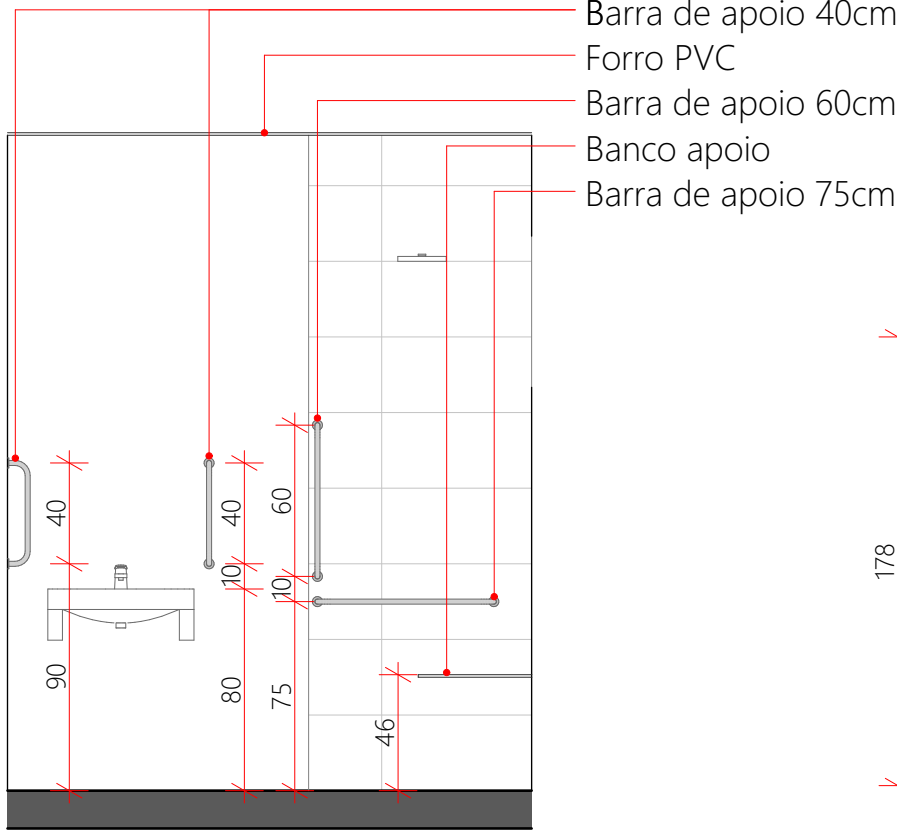 Barra de apoio 40cm
Forro PVC
Barra de apoio 60cm
Banco apoio
Barra de apoio 75cm
40
40
60
10
10
178
90
80
75
46